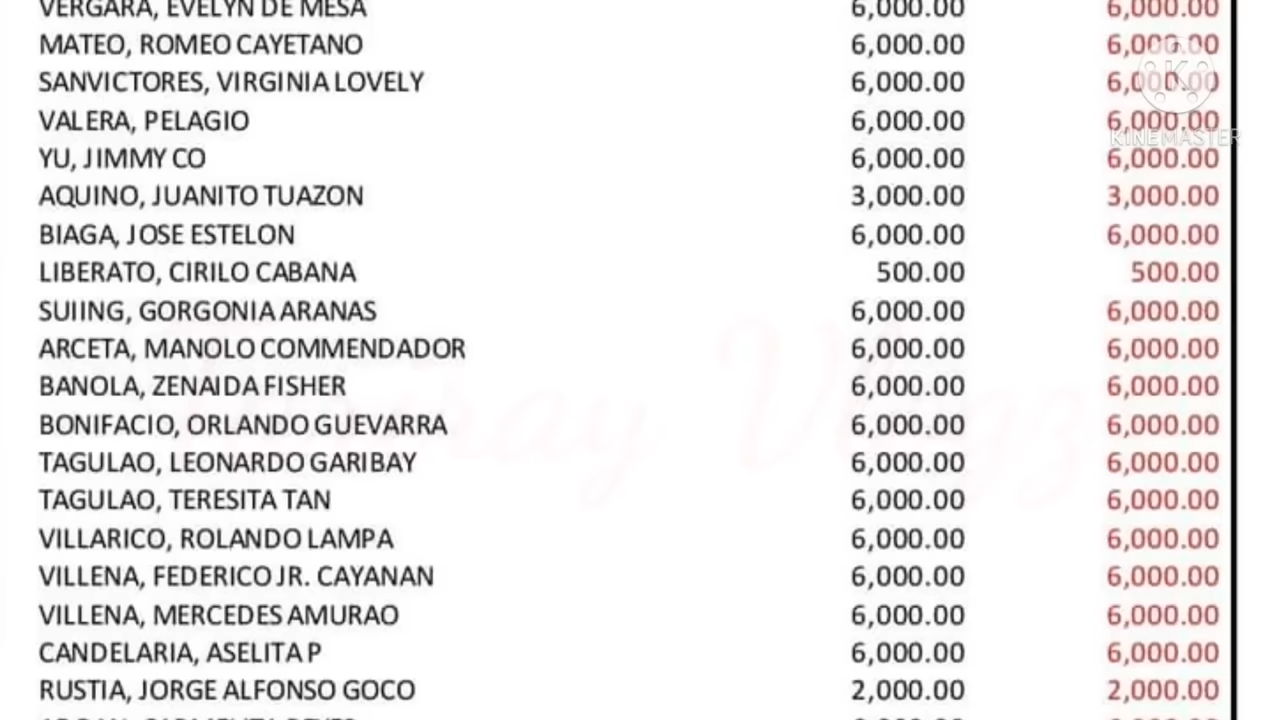 VERGARA, EVELYN DE MESA 6,000.00 6,000.00
MATEO, ROMEO CAYETANO 6,000.00 6,000.00
SANVICTORES, VIRGINIA LOVELY 6,000.00 6,000.00
VALERA, PELAGIO 6,000.00 6,000.00
KINEMASTER
YU, JIMMY CO 6,000.00 6,000.00
AQUINO, JUANITO TUAZON 3,000.00 3,000.00
BIAGA, JOSE ESTELON 6,000.00 6,000.00
LIBERATO, CIRILO CABANA 500.00 500.00
SUIING, GORGONIA ARANAS 6,000.00 6,000.00
ARCETA, MANOLO COMMENDADOR 6,000.00 6,000.00
BANOLA, ZENAIDA FISHER 6,000.00 6,000.00
BONIFACIO, ORLANDO GUEVARRA 6,000.00 6,000.00
TAGULAO, LEONARDO GARIBAY 6,000.00 6,000.00
TAGULAO, TERESITA TAN 6,000.00 6,000.00
VILLARICO, ROLANDO LAMPA 6,000.00 6,000.00
VILLENA, FEDERICO JR. CAYANAN 6,000.00 6,000.00
VILLENA, MERCEDES AMURAO 6,000.00 6,000.00
CANDELARIA, ASELITA P 6,000.00 6,000.00
RUSTIA, JORGE ALFONSO GOCO 2,000.00 2,000.00